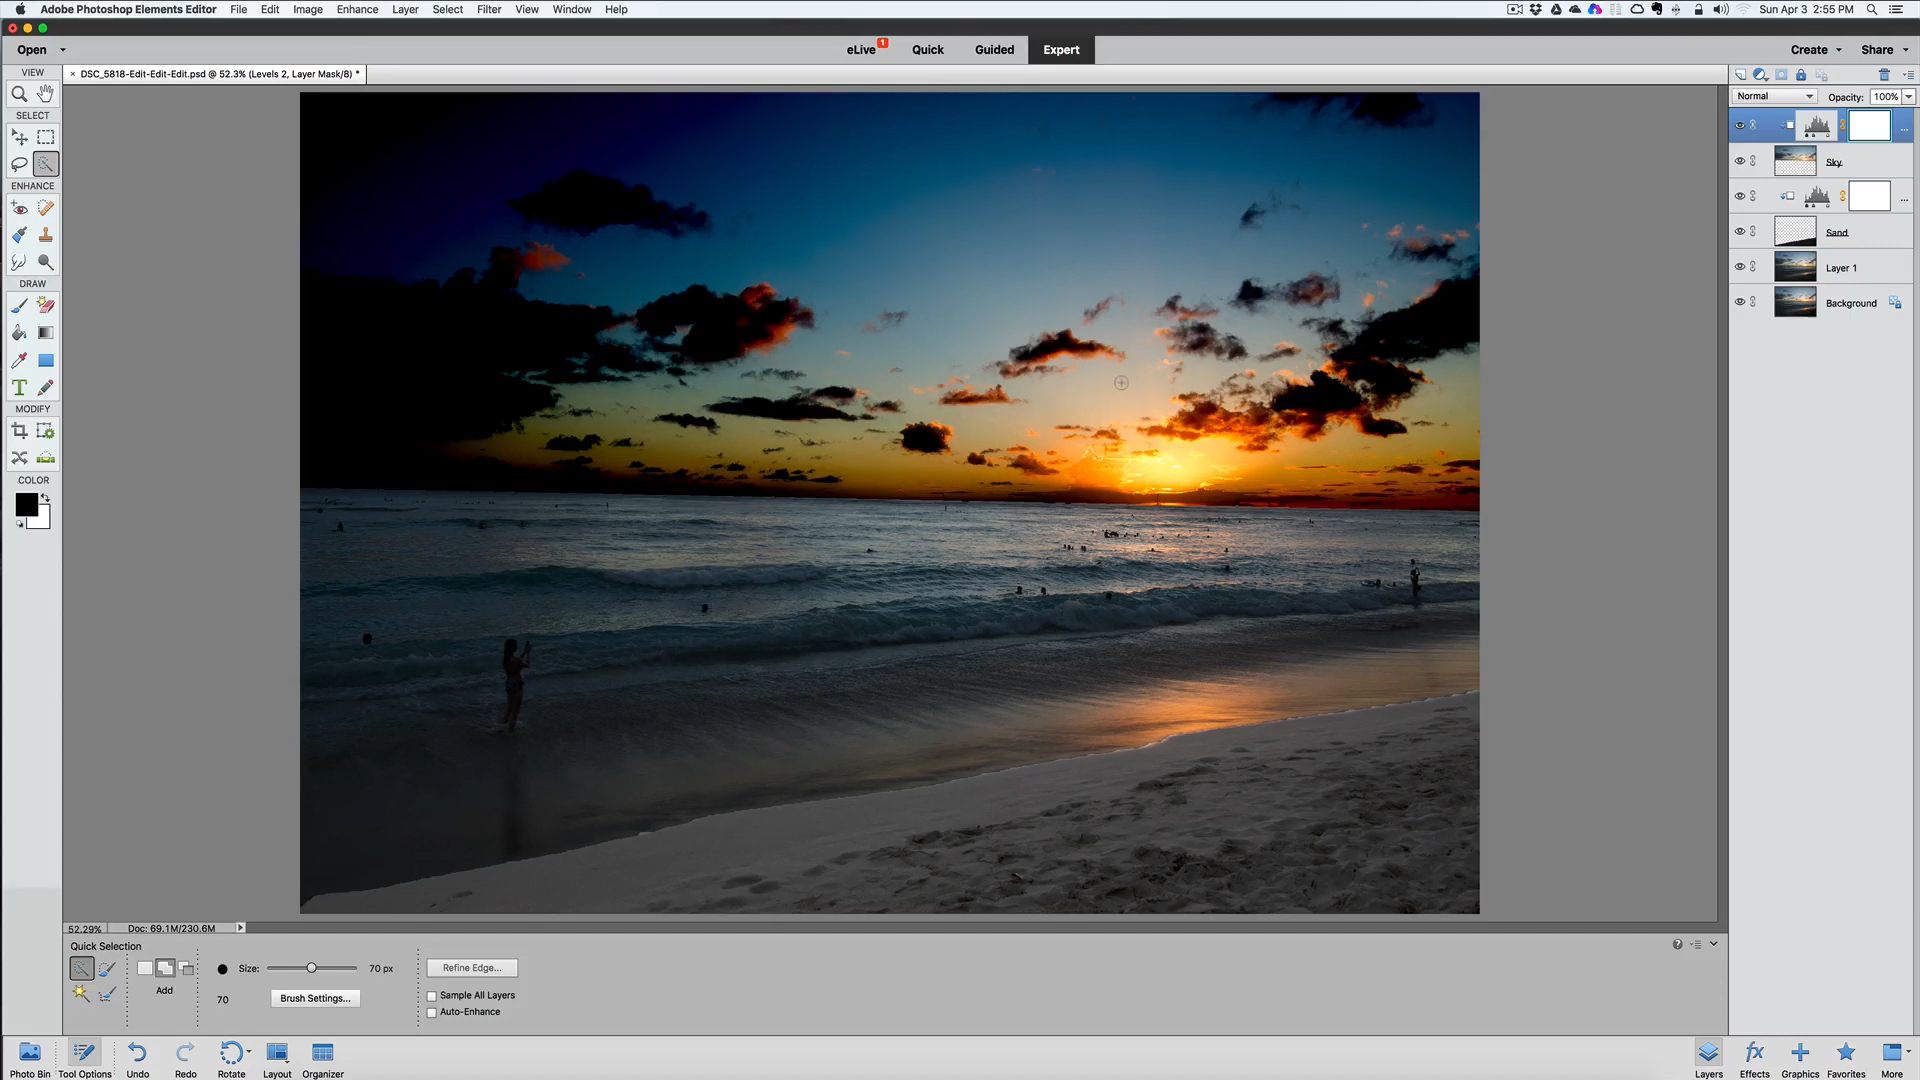 Adobe Photoshop Elements Editor File Edit Image Enhance Layer Select Filter View Window Help Sun Apr 3 2:55 PM
Open eLive 1 Quick Guided Expert Create Share
VIEW × DSC_5818-Edit-Edit-Edit.psd @ 52.3% (Levels 2, Layer Mask/8) *
Normal Opacity: 100%
SELECT
...
Sky
ENHANCE
...
Sand
Layer 1
DRAW
Background
T
MODIFY
COLOR
52.29% Doc: 69.1M/230.6M
Quick Selection
Size: 70 px Refine Edge...
Add
70 Brush Settings... Sample All Layers
Auto-Enhance
fx
Photo Bin Tool Options Undo Redo Rotate Layout Organizer Layers Effects Graphics Favorites More